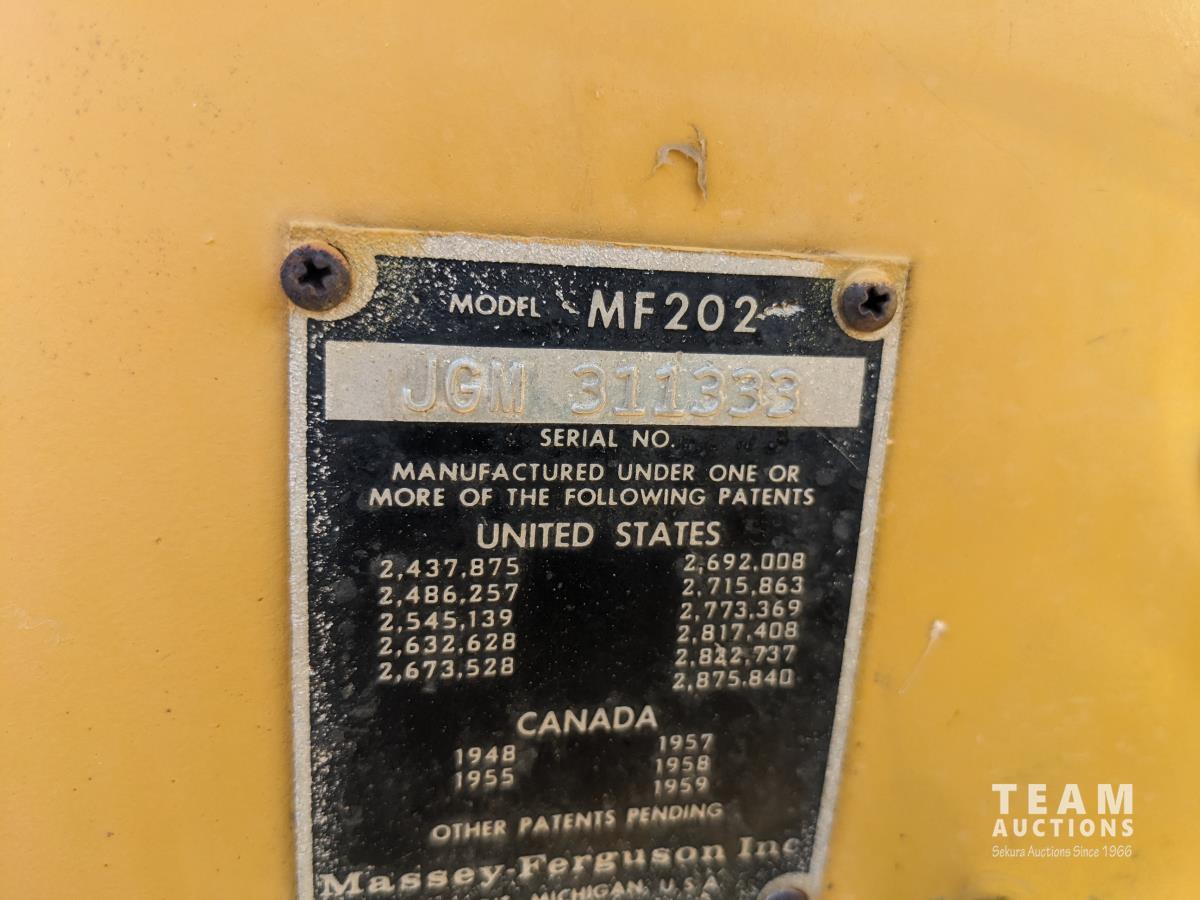 MODEL MF202
JGM 311333
SERIAL NO.
MANUFACTURED UNDER ONE OR
MORE OF THE FOLLOWING PATENTS
UNITED STATES
2,437,875 2,692,008
2,486,257 2,715,863
2,545,139 2,773,369
2,632,628 2,817,408
2,673,528 2,822,737
2,875,840
CANADA
1948 1957
1955 1958
1959
OTHER PATENTS PENDING
Massey-Ferguson Inc
MICHIGAN, U.S.A
TEAM
AUCTIONS
Sekura Auctions Since 1966